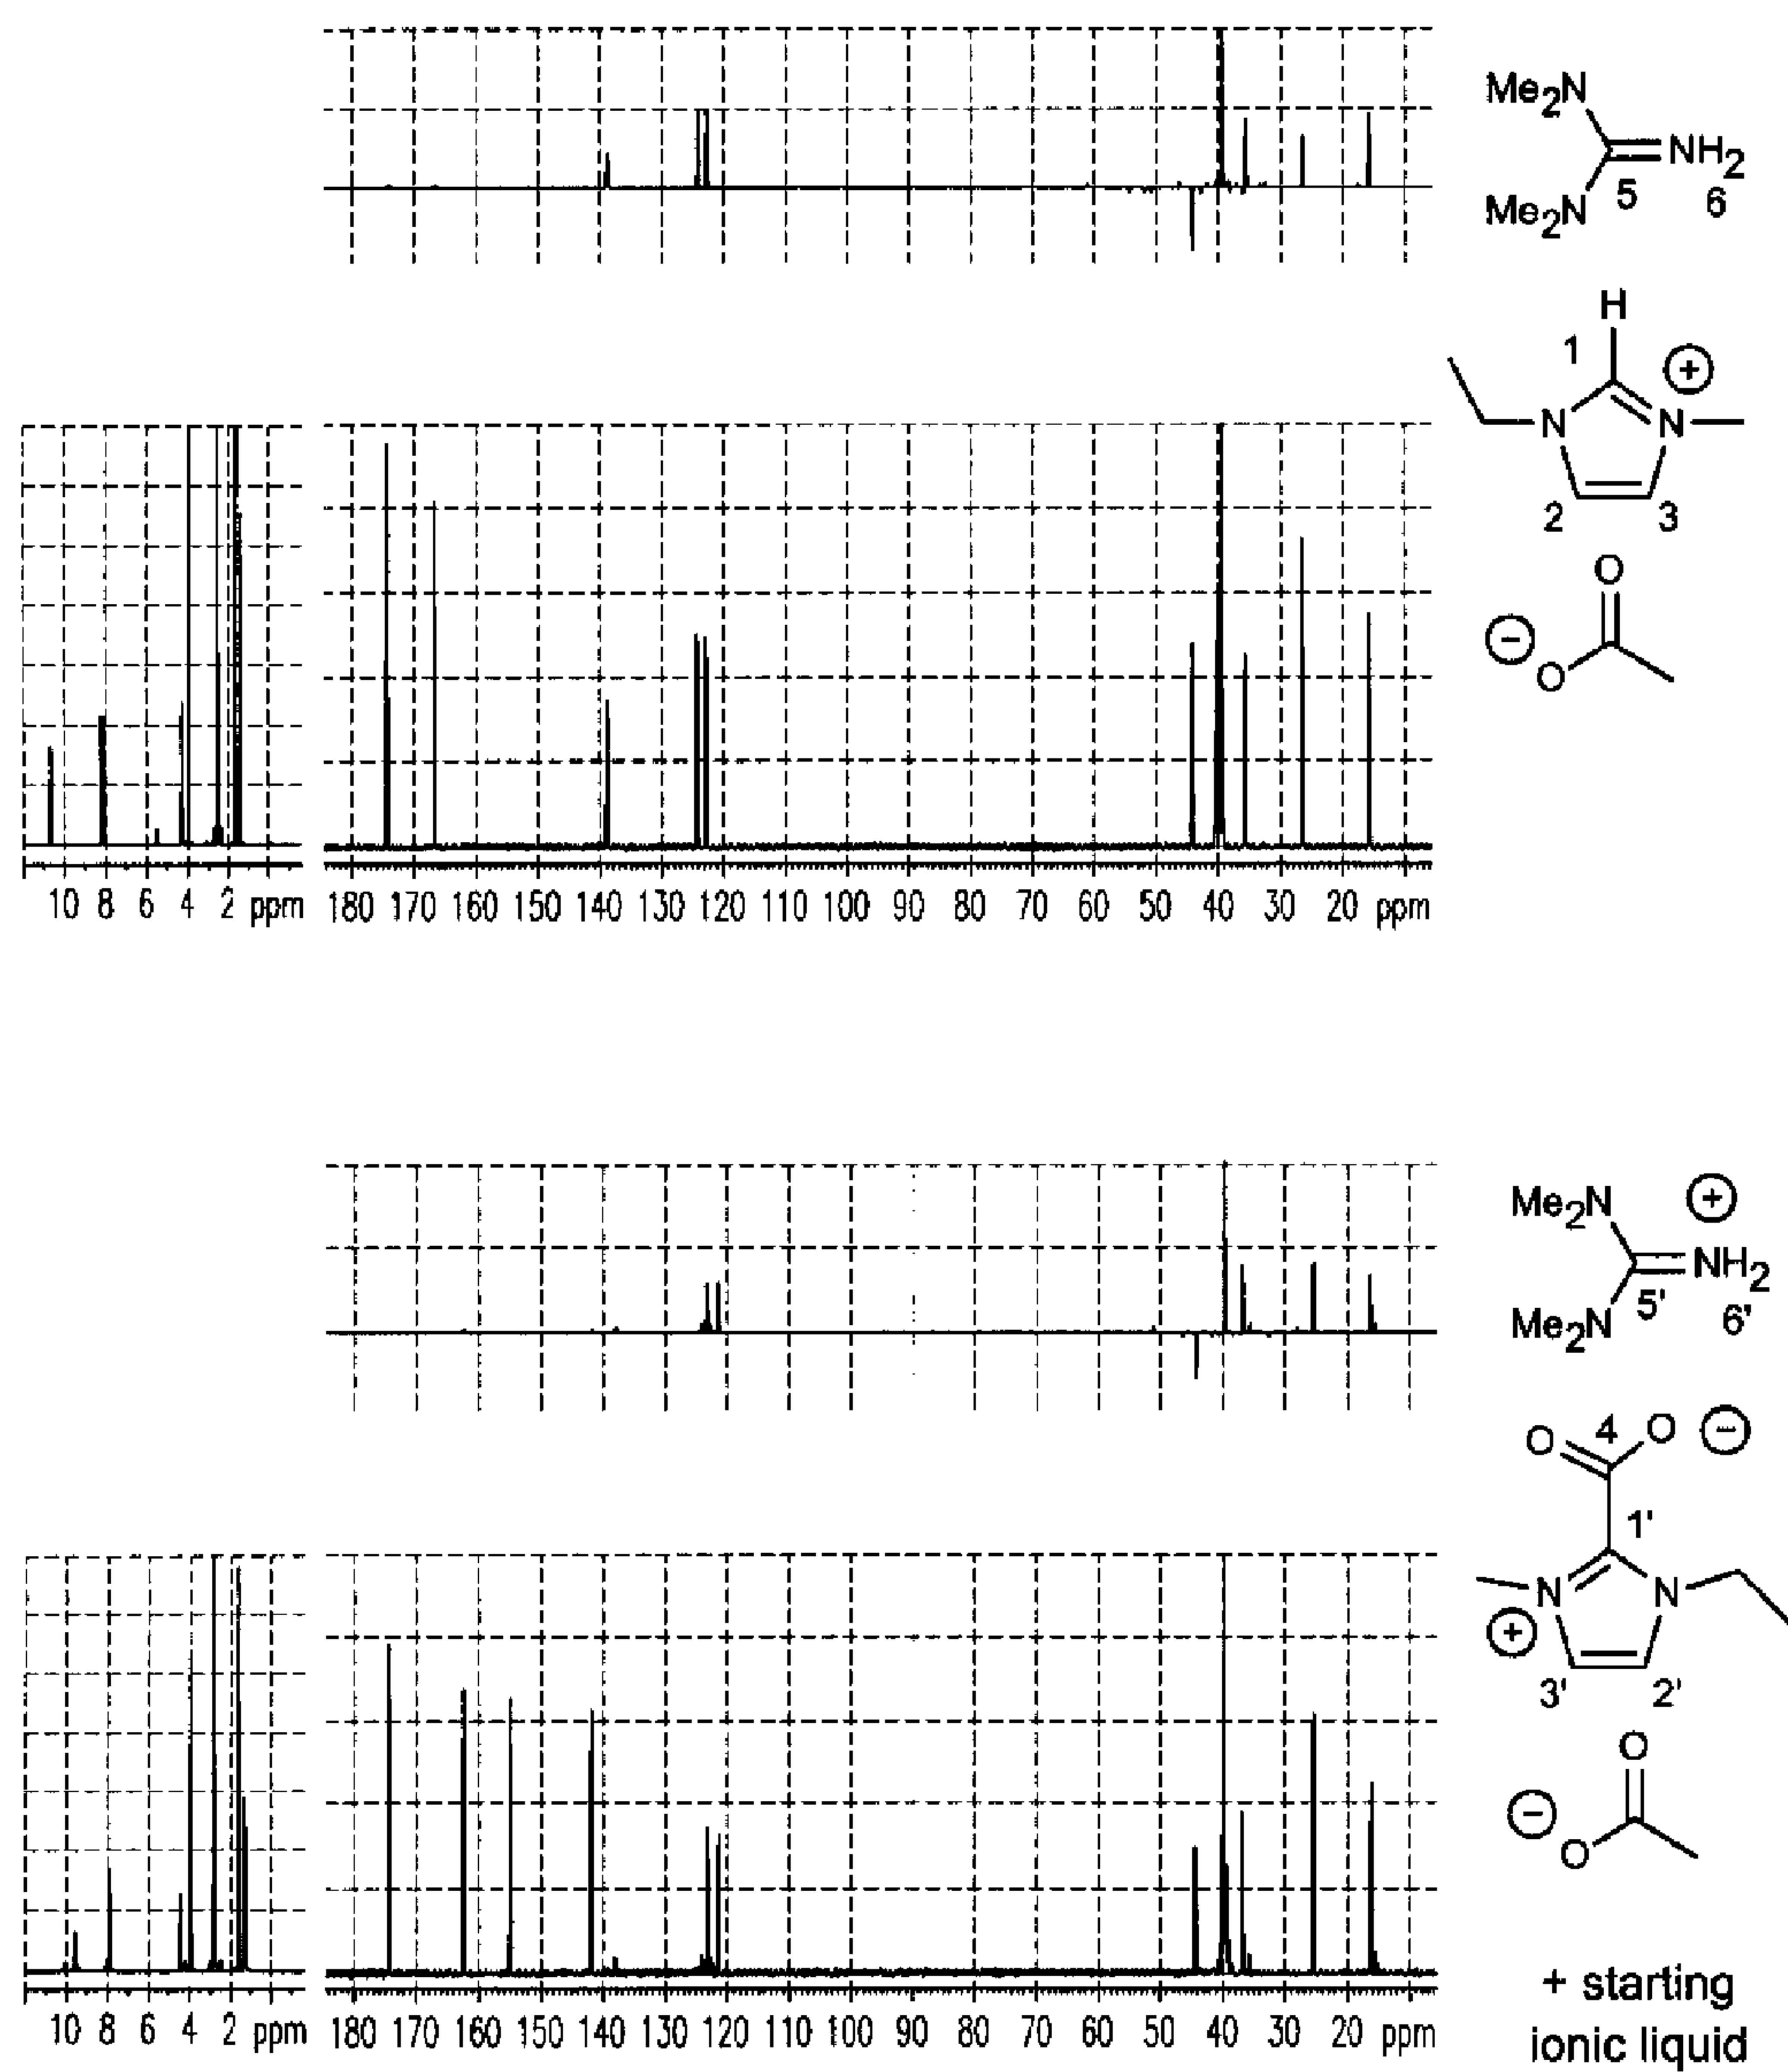 Me2N
NH2
5
6
Me2N
H
1
+
N
N
2
3
O
− O
10 8 6 4 2 ppm
180 170 160 150 140 130 120 110 100 90 80 70 60 50 40 30 20 ppm
Me2N
+
NH2
5'
6'
Me2N
O
4
O −
1'
N
N
+
3'
2'
O
− O
+ starting
ionic liquid
10 8 6 4 2 ppm
180 170 160 150 140 130 120 110 100 90 80 70 60 50 40 30 20 ppm